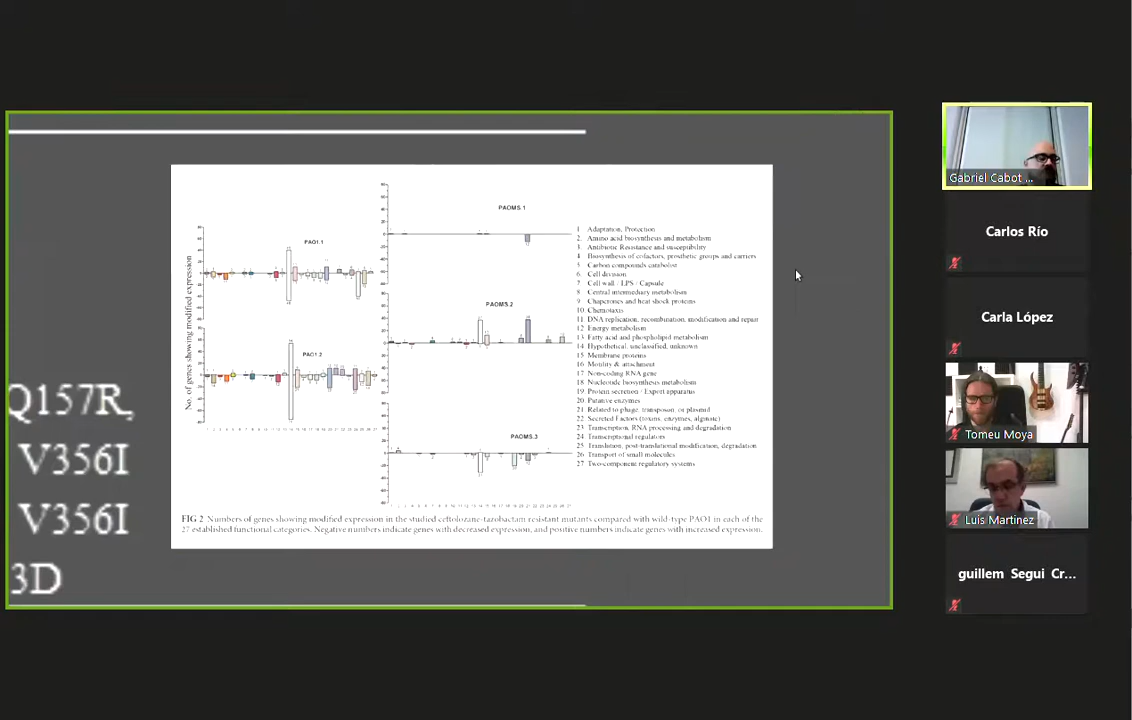 Q157R,
V356I
V356I
3D
PAO1.1
PAO1.2
No. of genes showing modified expression
PAOMS 1
PAOMS.2
PAOMS.3
1 Adaptation, Protection
2. Amino acid biosynthesis and metabolism
3. Antibiotic Resistance and susceptibility
4 Biosynthesis of cofactors, prosthetic groups and carriers
5 Carbon compounds catabolist
6. Cell division
7 Cell wall / LPS / Capsule
8 Central intermediary metabolism
9 Chaperones and heat shock proteins
10. Chemotaxis
11. DNA replication, recombination, modification and repair
12 Energy metabolism
13 Fatty acid and phospholipid metabolism
14 Hypothetical, unclassified, unknown
15 Membrane proteins
16 Motility & attachment
17 Non-coding RNA gene
18 Nucleotide biosynthesis metabolism
19 Protein secretion / Export apparatus
20. Putative enzymes
21. Related to phage, transposon, or plasmid
22 Secreted Factors (toxins, enzymes, alginate)
23 Transcription, RNA processing and degradation
24 Transcriptional regulators
25 Translation, post-translational modification, degradation
26 Transport of small molecules
27 Two-component regulatory systems
FIG 2 Numbers of genes showing modified expression in the studied ceftolozane-tazobactam resistant mutants compared with wild-type PAO1 in each of the
27 established functional categories. Negative numbers indicate genes with decreased expression, and positive numbers indicate genes with increased expression.
Gabriel Cabot ...
Carlos Río
Carla López
Tomeu Moya
Luis Martinez
guillem Segui Cr...